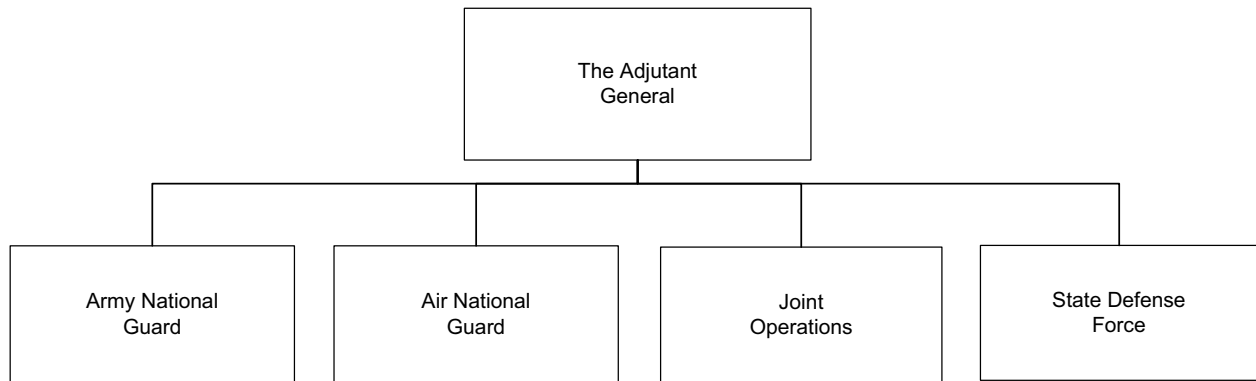 The Adjutant
General
Army National
Guard
Air National
Guard
Joint
Operations
State Defense
Force